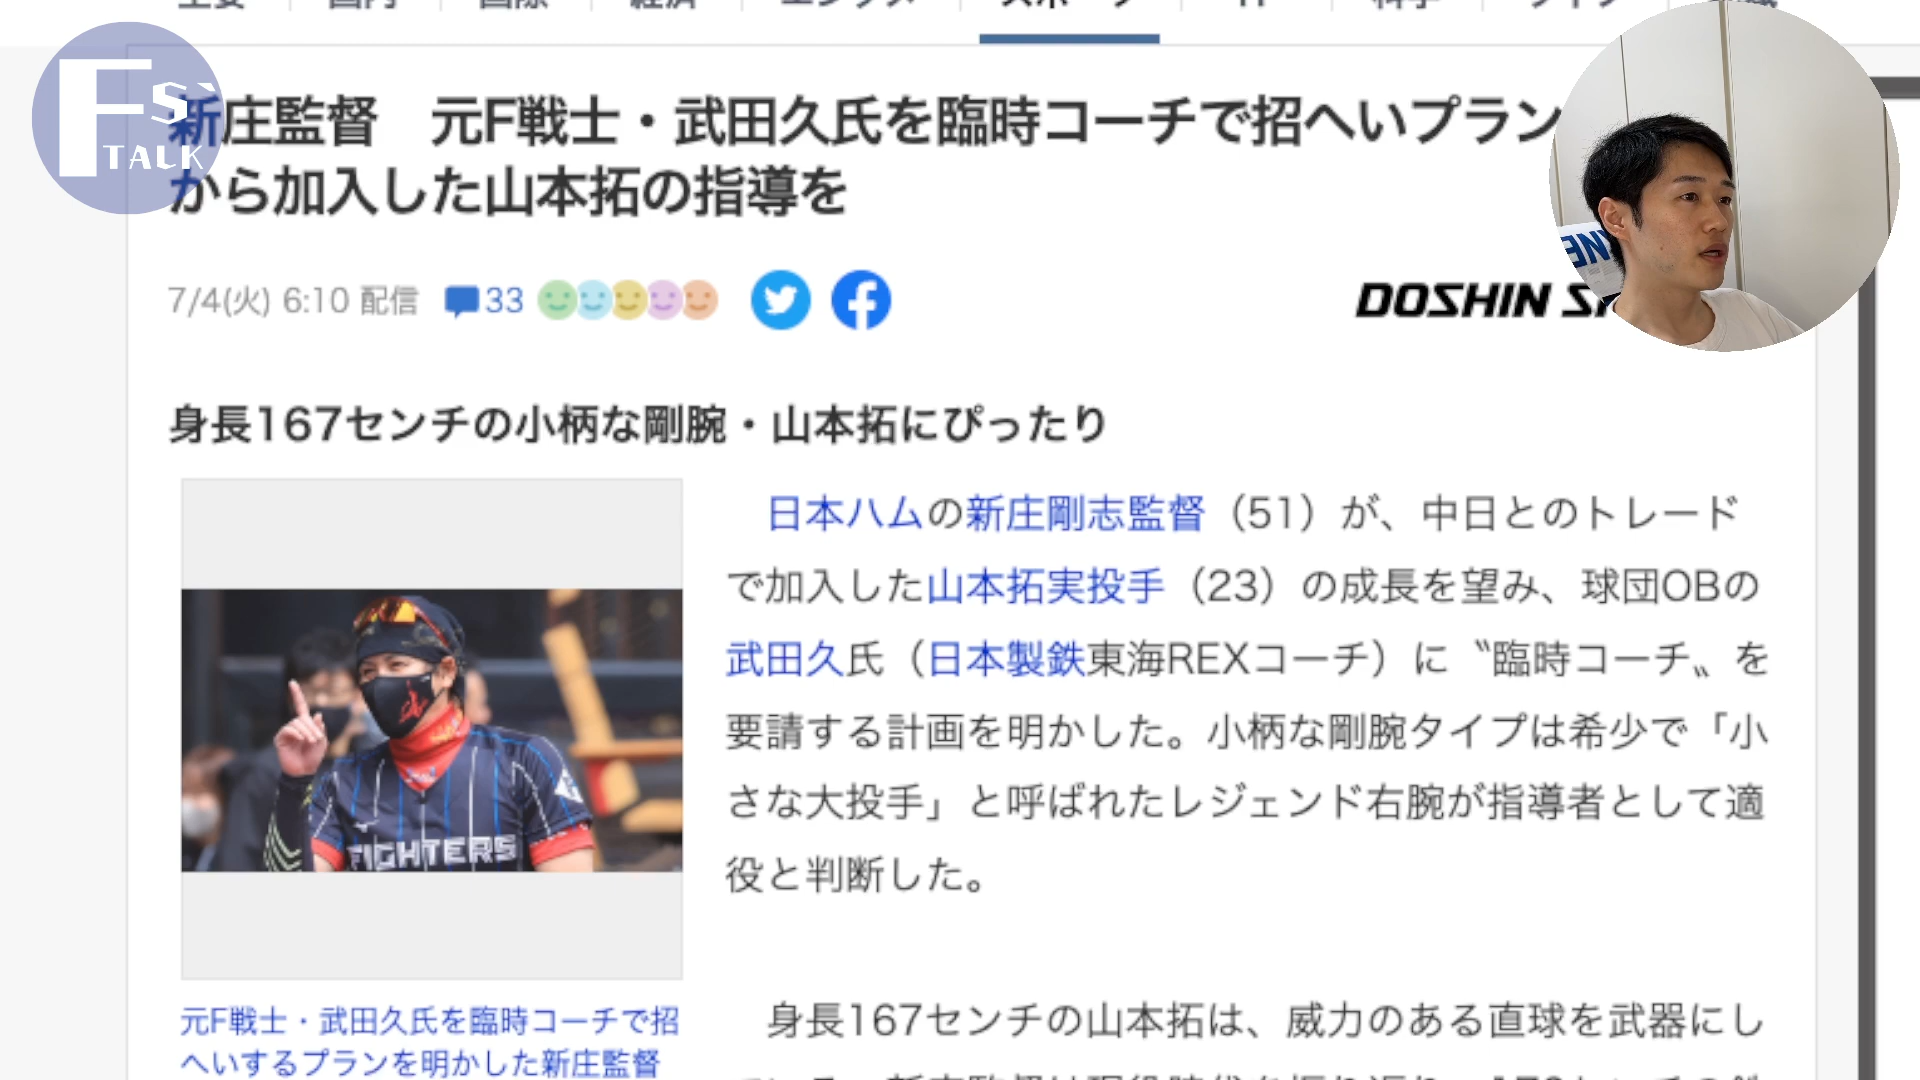 主要 国内 国際 経済 エンタメ スポーツ IT 科学 ライフ 地域
Fs`
TALK
新庄監督　元F戦士・武田久氏を臨時コーチで招へいプラン
から加入した山本拓の指導を
7/4(火) 6:10 配信 33
DOSHIN
身長167センチの小柄な剛腕・山本拓にぴったり
日本ハムの新庄剛志監督（51）が、中日とのトレード
で加入した山本拓実投手（23）の成長を望み、球団OBの
武田久氏（日本製鉄東海REXコーチ）に〝臨時コーチ〟を
要請する計画を明かした。小柄な剛腕タイプは希少で「小
さな大投手」と呼ばれたレジェンド右腕が指導者として適
役と判断した。
FIGHTERS
元F戦士・武田久氏を臨時コーチで招
へいするプランを明かした新庄監督
身長167センチの山本拓は、威力のある直球を武器にし